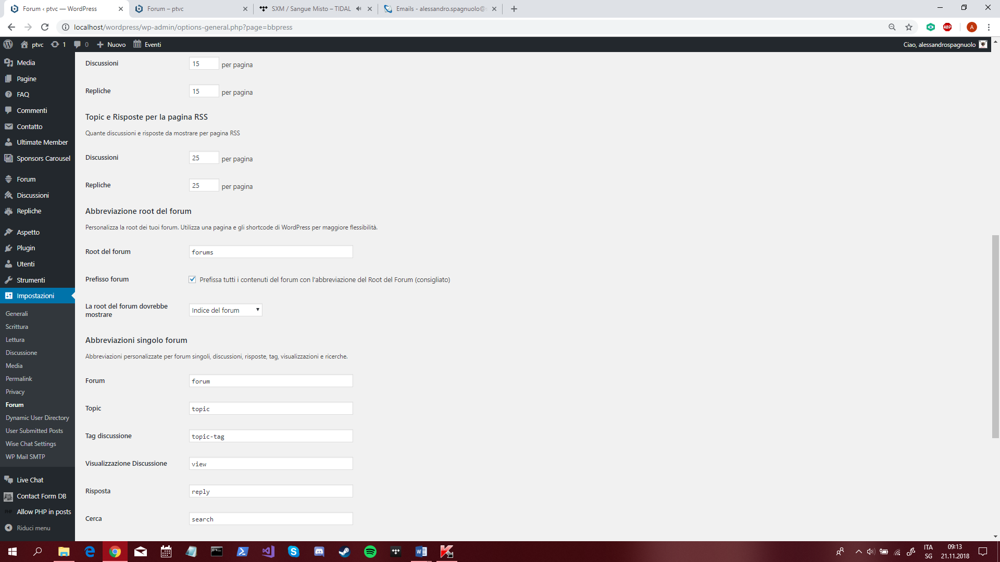 Forum ‹ ptvc — WordPress
Forum – ptvc
SXM / Sangue Misto – TIDAL
Emails - alessandro.spagnuolo@
localhost/wordpress/wp-admin/options-general.php?page=bbpress
ABP
A
ptvc
1
0
Nuovo
Eventi
Ciao, alessandrospagnuolo
Media
Pagine
FAQ
Commenti
Contatto
Ultimate Member
Sponsors Carousel
Forum
Discussioni
Repliche
Aspetto
Plugin
Utenti
Strumenti
Impostazioni
Generali
Scrittura
Lettura
Discussione
Media
Permalink
Privacy
Forum
Dynamic User Directory
User Submitted Posts
Wise Chat Settings
WP Mail SMTP
Live Chat
Contact Form DB
Allow PHP in posts
Riduci menu
Discussioni 15 per pagina
Repliche 15 per pagina
Topic e Risposte per la pagina RSS
Quante discussioni e risposte da mostrare per pagina RSS
Discussioni 25 per pagina
Repliche 25 per pagina
Abbreviazione root del forum
Personalizza la root dei tuoi forum. Utilizza una pagina e gli shortcode di WordPress per maggiore flessibilità.
Root del forum forums
Prefisso forum Prefissa tutti i contenuti del forum con l'abbreviazione del Root del Forum (consigliato)
La root del forum dovrebbe
mostrare
Indice del forum
Abbreviazioni singolo forum
Abbreviazioni personalizzate per forum singoli, discussioni, risposte, tag, visualizzazioni e ricerche.
Forum forum
Topic topic
Tag discussione topic-tag
Visualizzazione Discussione view
Risposta reply
Cerca search
ITA
SG
09:13
21.11.2018